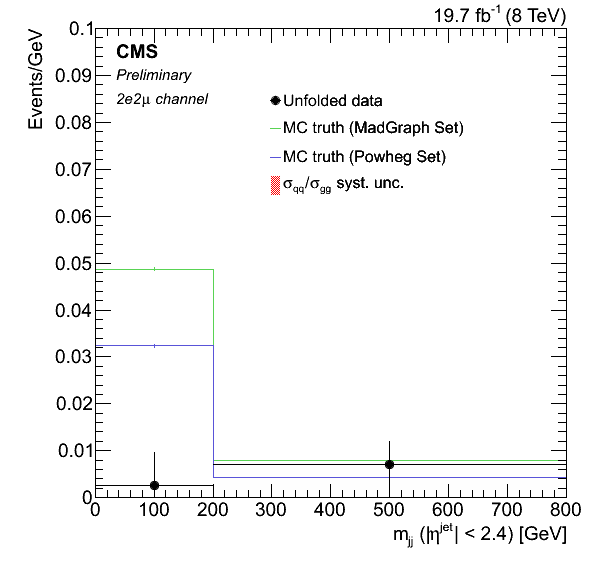 19.7 fb⁻¹ (8 TeV)
Events/GeV
CMS
Preliminary
2e2μ channel
Unfolded data
MC truth (MadGraph Set)
MC truth (Powheg Set)
σqq/σgg syst. unc.
0.1
0.09
0.08
0.07
0.06
0.05
0.04
0.03
0.02
0.01
0
0 100 200 300 400 500 600 700 800
mjj (|ηjet| < 2.4) [GeV]